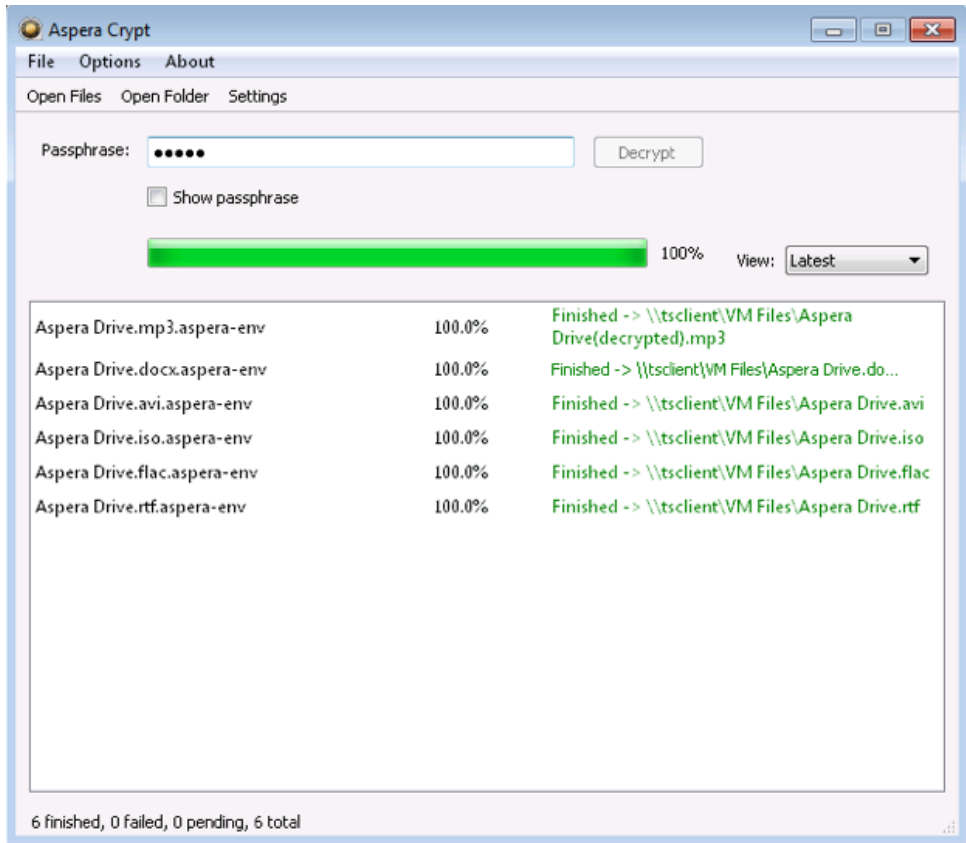 Aspera Crypt
File Options About
Open Files Open Folder Settings
Passphrase: ●●●●● Decrypt
Show passphrase
100% View: Latest
Aspera Drive.mp3.aspera-env 100.0% Finished -> \\tsclient\VM Files\Aspera
Drive(decrypted).mp3
Aspera Drive.docx.aspera-env 100.0% Finished -> \\tsclient\VM Files\Aspera Drive.do...
Aspera Drive.avi.aspera-env 100.0% Finished -> \\tsclient\VM Files\Aspera Drive.avi
Aspera Drive.iso.aspera-env 100.0% Finished -> \\tsclient\VM Files\Aspera Drive.iso
Aspera Drive.flac.aspera-env 100.0% Finished -> \\tsclient\VM Files\Aspera Drive.flac
Aspera Drive.rtf.aspera-env 100.0% Finished -> \\tsclient\VM Files\Aspera Drive.rtf
6 finished, 0 failed, 0 pending, 6 total